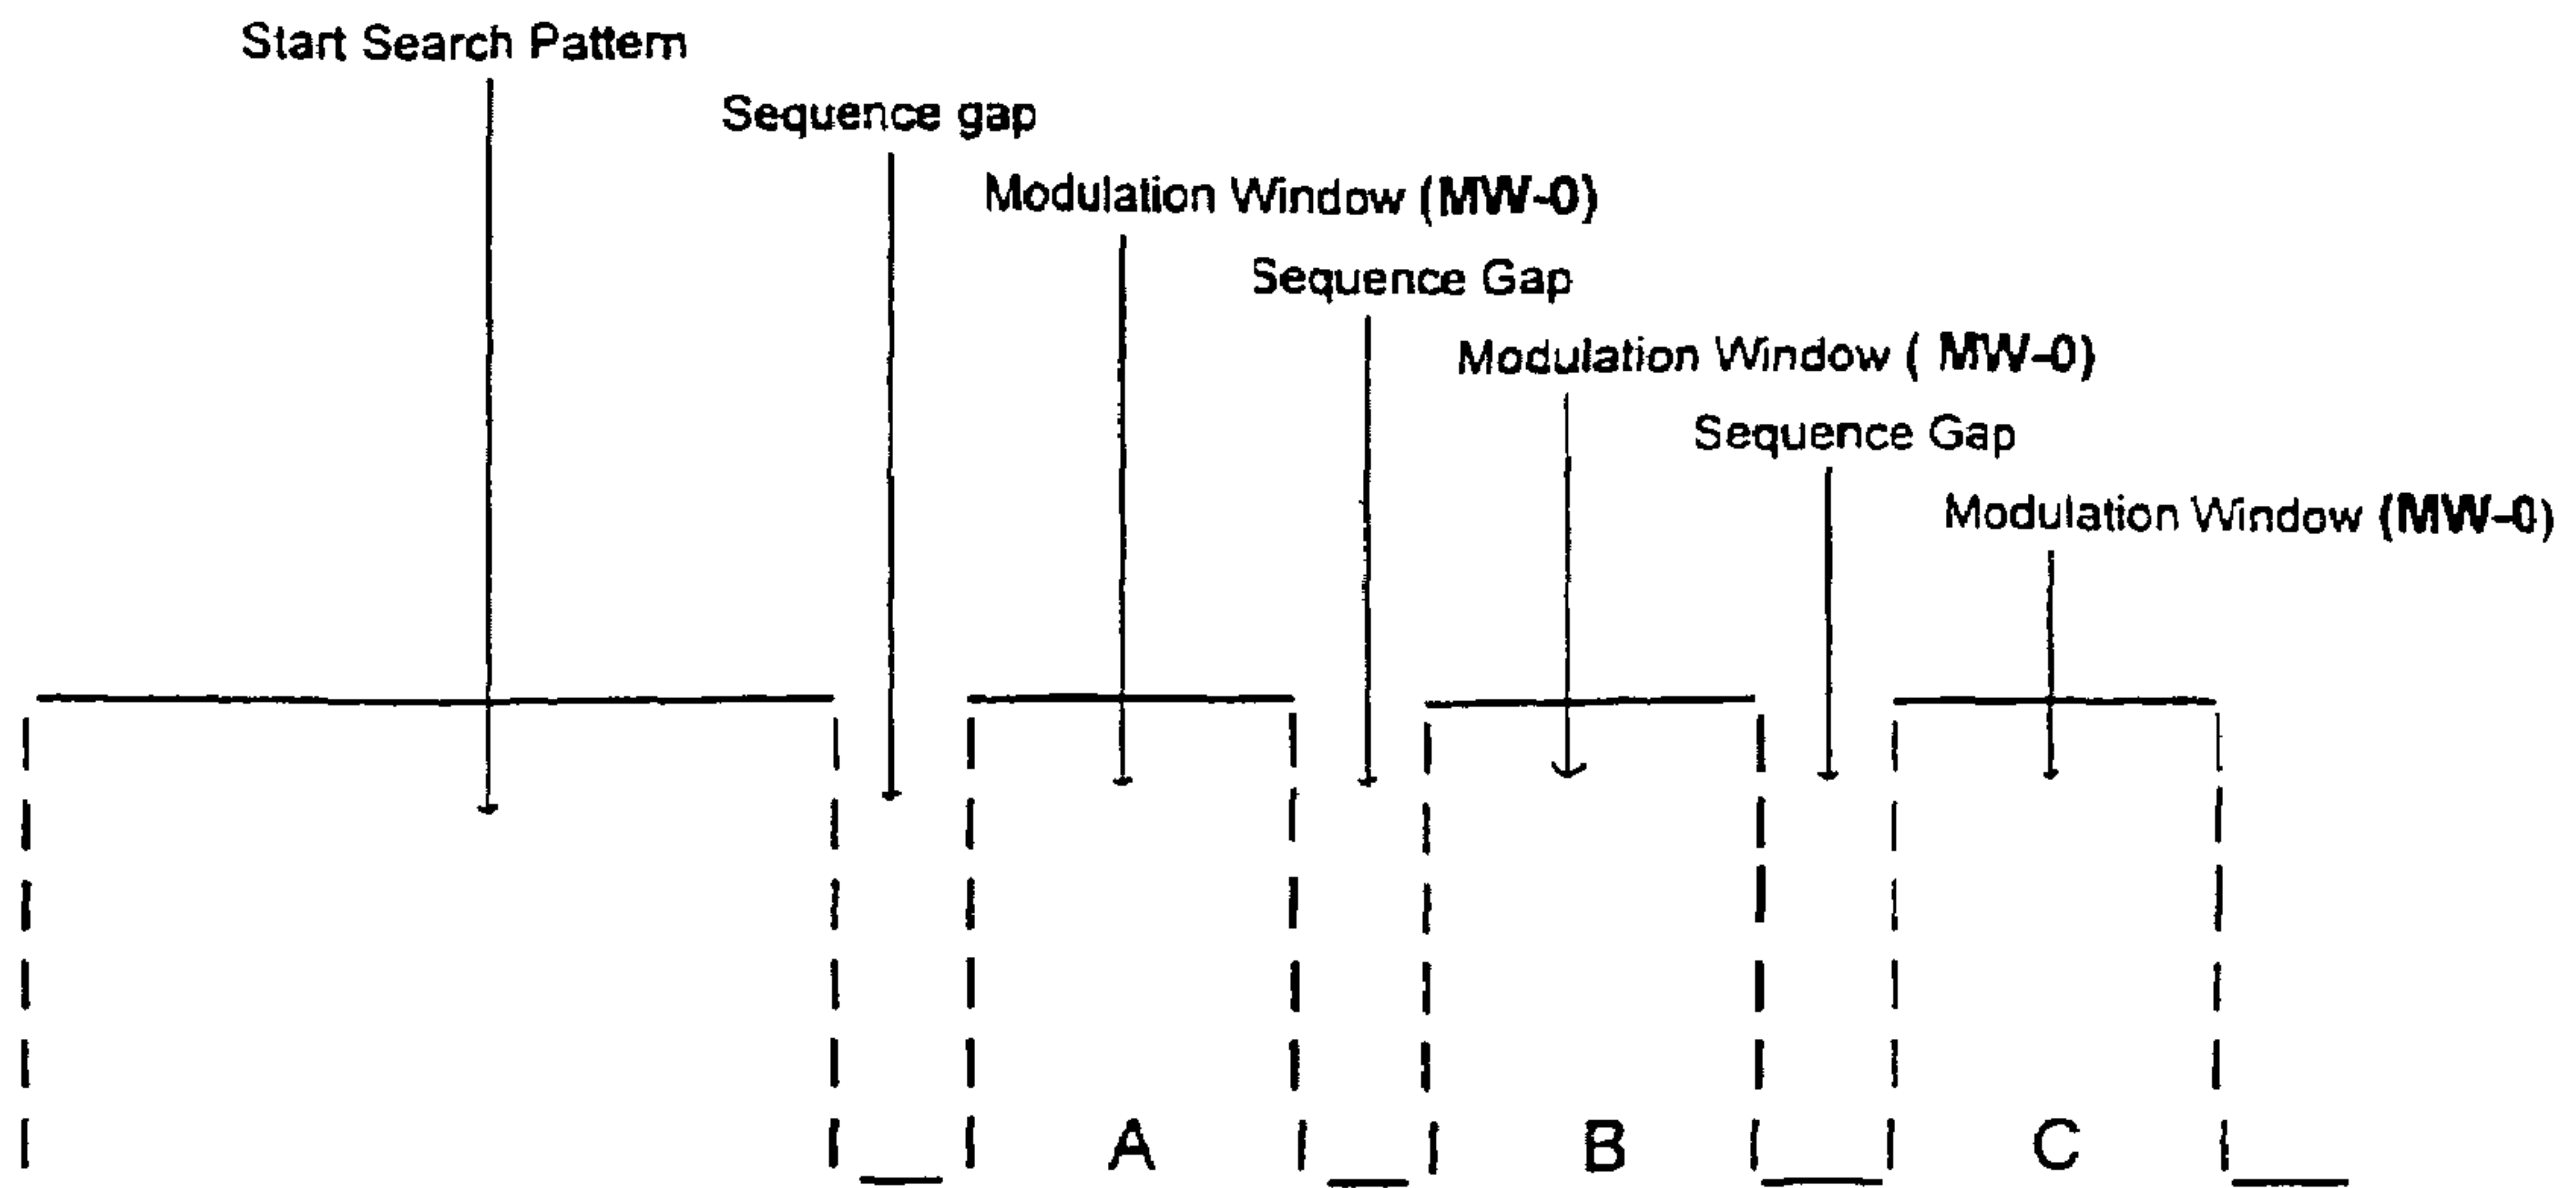 Start Search Pattern
Sequence gap
Modulation Window (MW-0)
Sequence Gap
Modulation Window ( MW-0)
Sequence Gap
Modulation Window (MW-0)
A B C